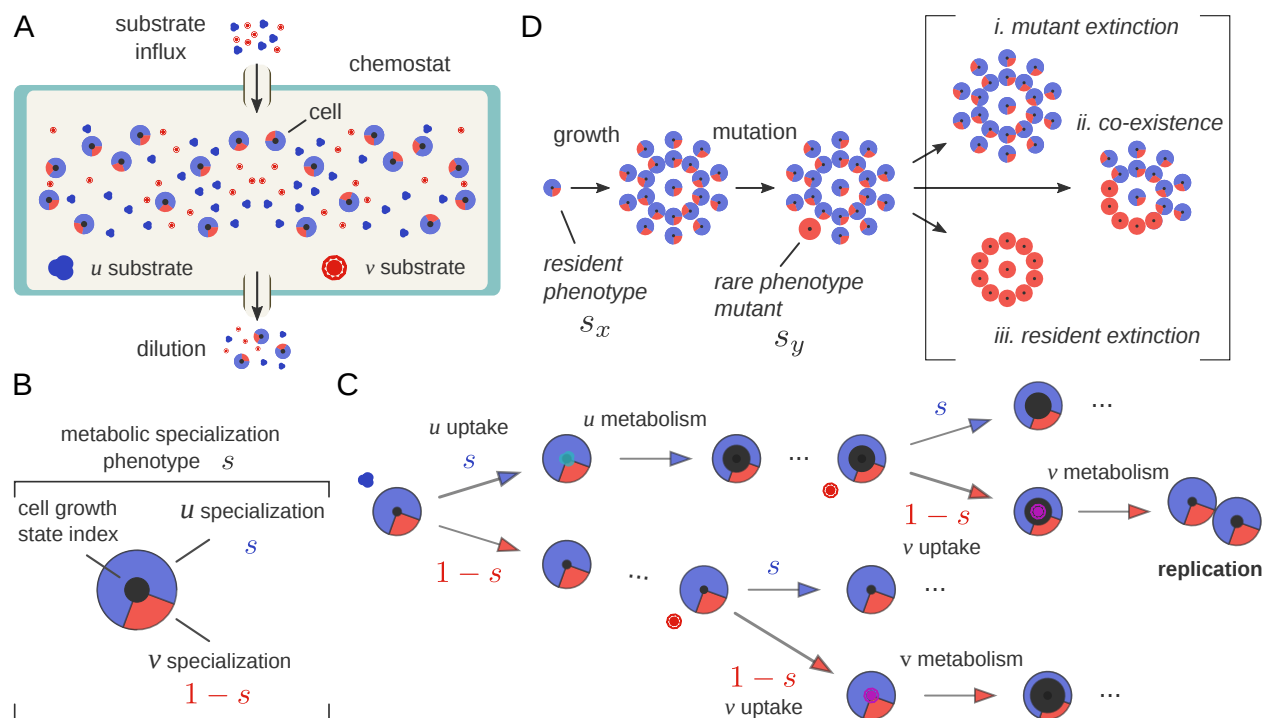 A
substrate
influx
chemostat
cell
u substrate
v substrate
dilution
B
metabolic specialization
phenotype s
cell growth
state index
u specialization
s
v specialization
1 − s
C
u uptake
s
u metabolism
...
s
...
1 − s
v uptake
v metabolism
replication
1 − s
...
s
...
1 − s
v uptake
v metabolism
...
D
growth
mutation
resident
phenotype
s_x
rare phenotype
mutant
s_y
i. mutant extinction
ii. co-existence
iii. resident extinction